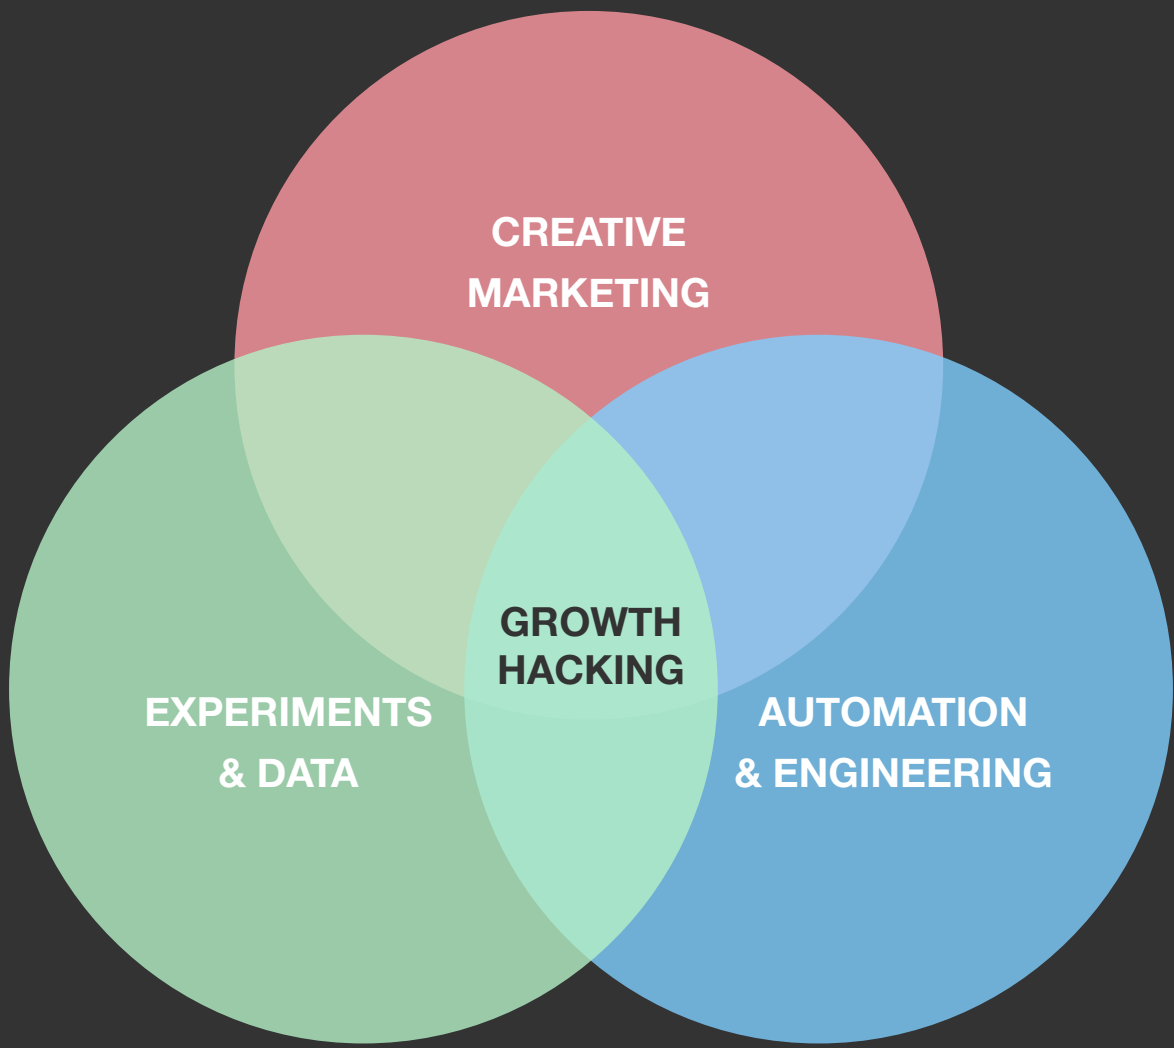 CREATIVE
MARKETING
GROWTH
HACKING
EXPERIMENTS
& DATA
AUTOMATION
& ENGINEERING